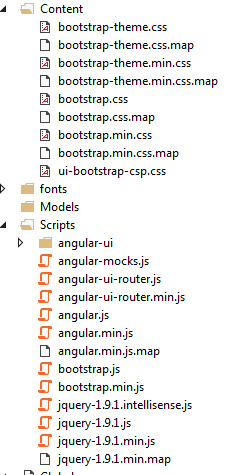 Content
bootstrap-theme.css
bootstrap-theme.css.map
bootstrap-theme.min.css
bootstrap-theme.min.css.map
bootstrap.css
bootstrap.css.map
bootstrap.min.css
bootstrap.min.css.map
ui-bootstrap-csp.css
fonts
Models
Scripts
angular-ui
angular-mocks.js
angular-ui-router.js
angular-ui-router.min.js
angular.js
angular.min.js
angular.min.js.map
bootstrap.js
bootstrap.min.js
jquery-1.9.1.intellisense.js
jquery-1.9.1.js
jquery-1.9.1.min.js
jquery-1.9.1.min.map